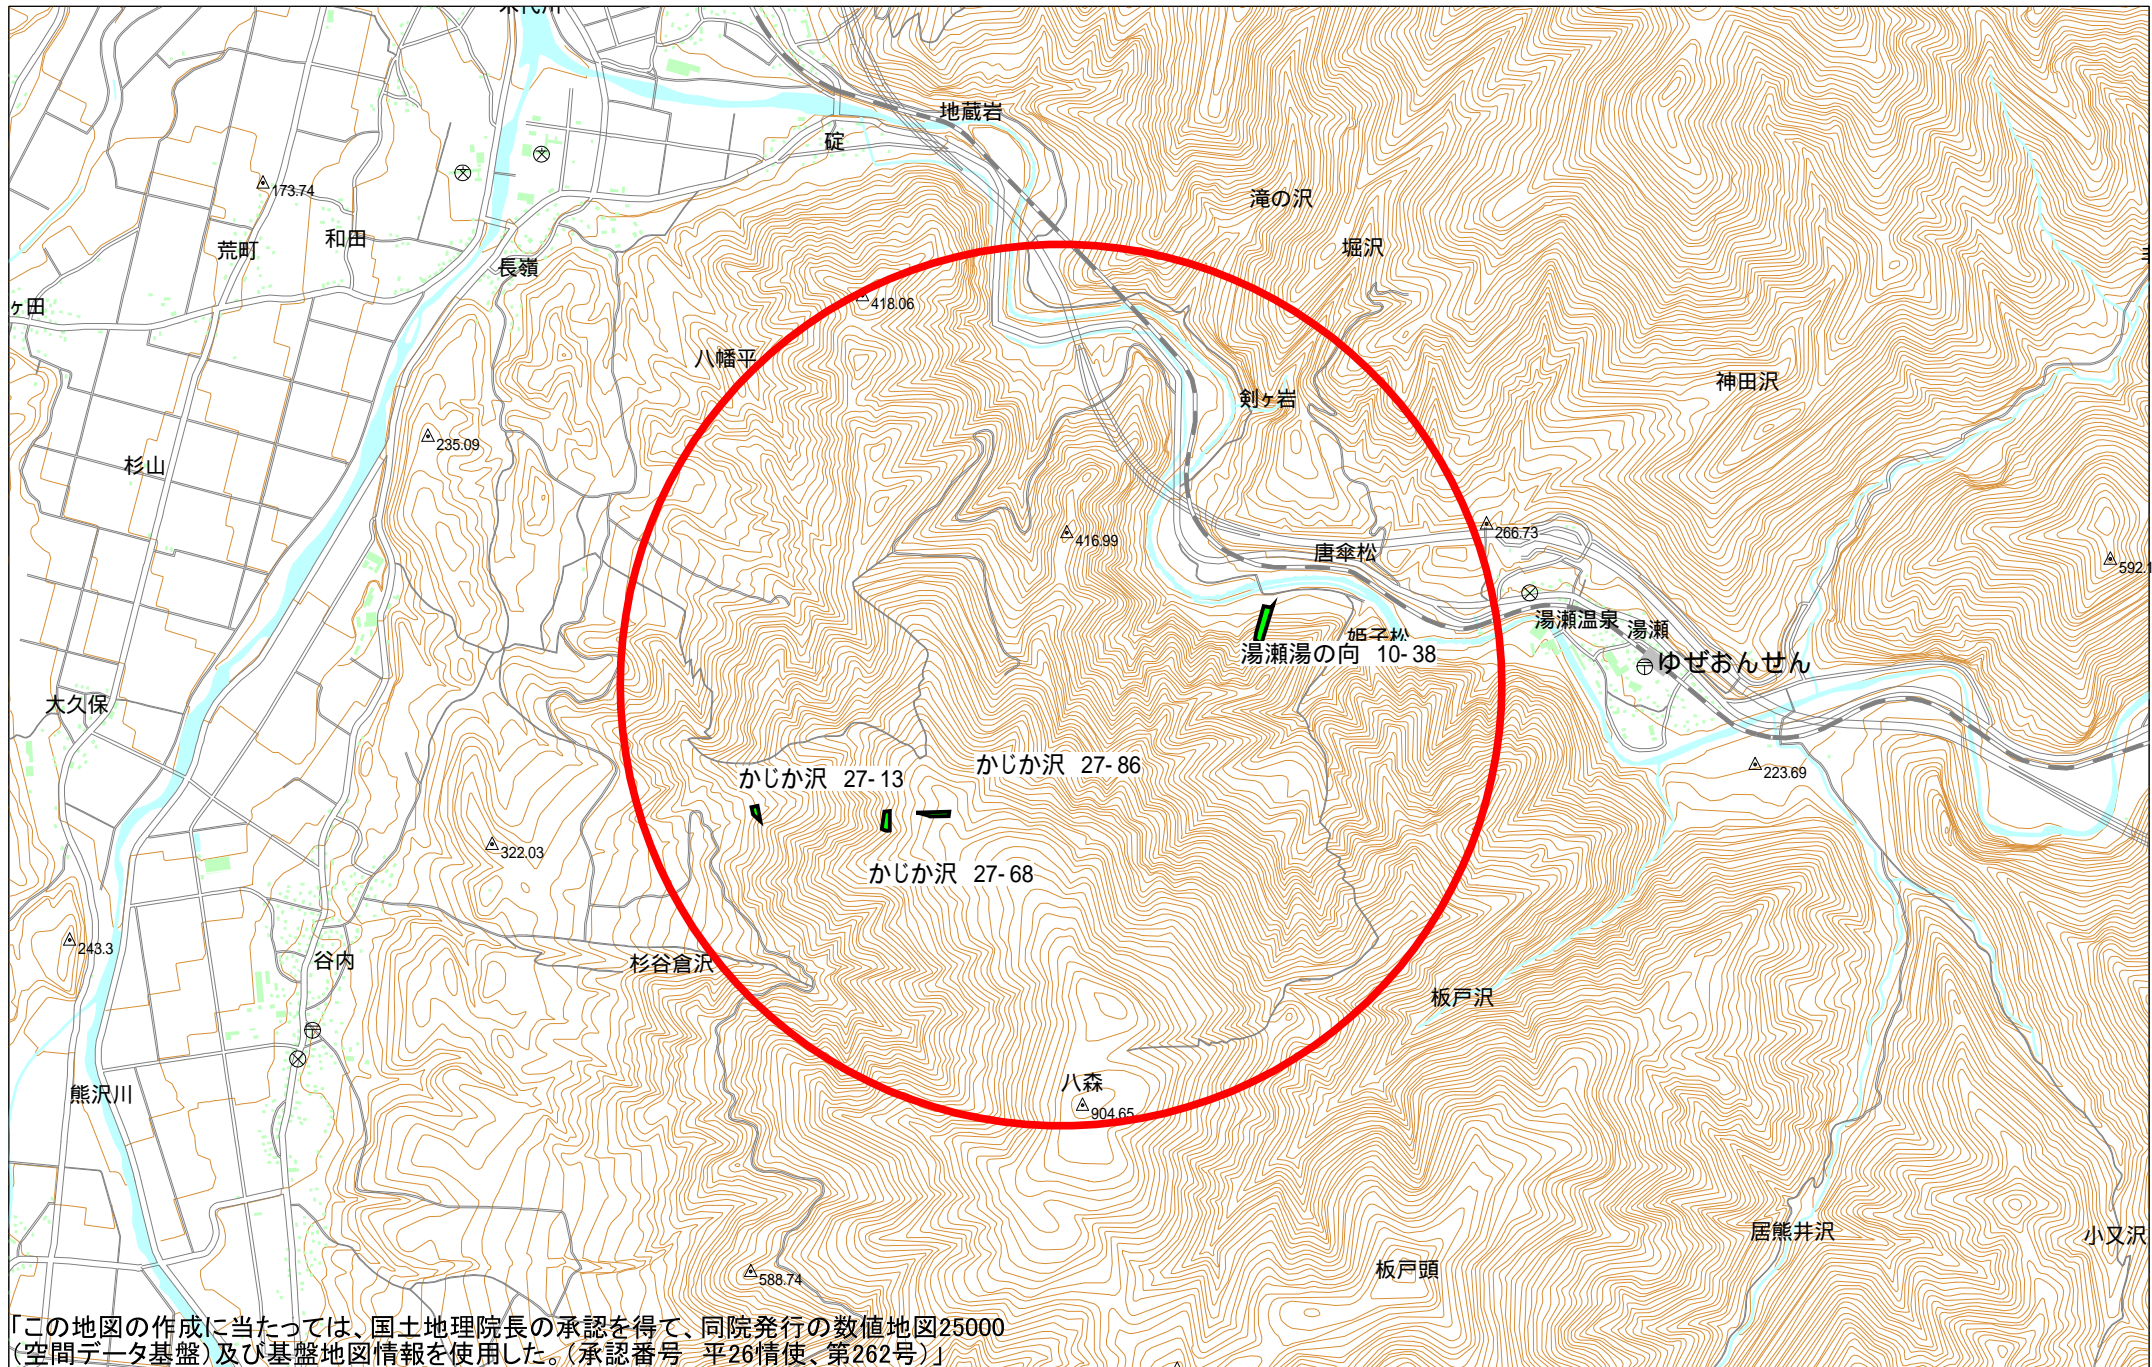 地蔵岩
碇
173.74
滝の沢
荒町
和田
堀沢
長嶺
ヶ田
418.06
八幡平
神田沢
剣ヶ岩
235.09
杉山
416.99
唐傘松
266.73
592.1
湯瀬温泉
湯瀬
姫子松
湯瀬湯の向 10-38
ゆぜおんせん
大久保
かじか沢 27-13
かじか沢 27-86
223.69
322.03
かじか沢 27-68
243.3
谷内
杉谷倉沢
板戸沢
八森
904.65
熊沢川
居熊井沢
小又沢
板戸頭
588.74
「この地図の作成に当たっては、国土地理院長の承認を得て、同院発行の数値地図25000
(空間データ基盤)及び基盤地図情報を使用した。(承認番号 平26情使、第262号)」